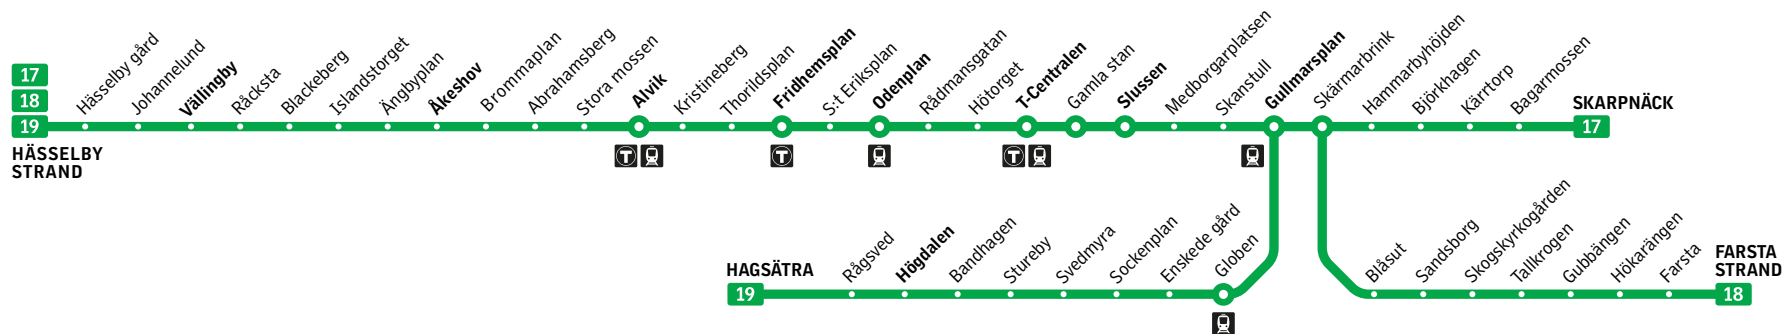 17
18
19
HÄSSELBY
STRAND
Hässelby gård
Johannelund
Vällingby
Råcksta
Blackeberg
Islandstorget
Ängbyplan
Åkeshov
Brommaplan
Abrahamsberg
Stora mossen
Alvik
Kristineberg
Thorildsplan
Fridhemsplan
S:t Eriksplan
Odenplan
Rådmansgatan
Hötorget
T-Centralen
Gamla stan
Slussen
Medborgarplatsen
Skanstull
Gullmarsplan
Skärmarbrink
Hammarbyhöjden
Björkhagen
Kärrtorp
Bagarmossen
SKARPNÄCK
17
T
T
T
HAGSÄTRA
19
Rågsved
Högdalen
Bandhagen
Stureby
Svedmyra
Sockenplan
Enskede gård
Globen
Blåsut
Sandsborg
Skogskyrkogården
Tallkrogen
Gubbängen
Hökarängen
Farsta
FARSTA
STRAND
18